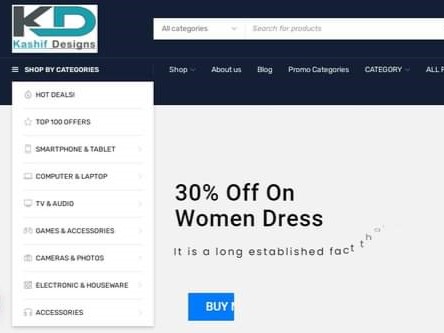 KD
Kashif Designs
All categories
Search for products
SHOP BY CATEGORIES
Shop
About us
Blog
Promo Categories
CATEGORY
ALL
HOT DEALS!
TOP 100 OFFERS
SMARTPHONE & TABLET
COMPUTER & LAPTOP
TV & AUDIO
GAMES & ACCESSORIES
CAMERAS & PHOTOS
ELECTRONIC & HOUSEWARE
ACCESSORIES
30% Off On
Women Dress
It is a long established fact tha
BUY